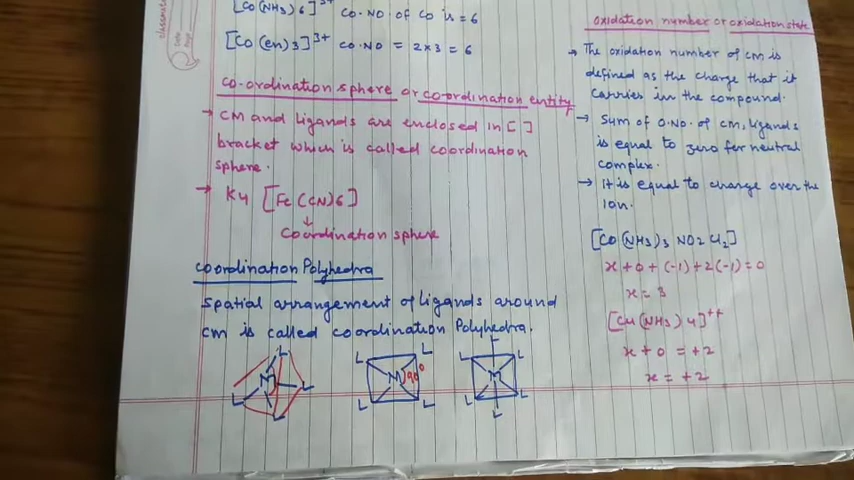 [Co(NH3)6]3+ Co.NO. of Co is = 6
[Co(en)3]3+ co.NO = 2x3 = 6
co-ordination sphere or co-ordination entity
→ CM and Ligands are enclosed in [ ]
bracket which is called coordination
sphere.
→ K4 [Fe(CN)6]
↓
Coordination sphere
coordination Polyhedra
spatial arrangement of ligands around
cm is called coordination Polyhedra.
L L L L M
L L L L M 90°
L L L L L L M
oxidation number or oxidation state
→ The oxidation number of cm is
defined as the charge that it
carries in the compound.
→ Sum of O.NO. of cm, ligands
is equal to zero for neutral
complex.
→ it is equal to charge over the
ion.
[CO(NH3)3 NO2 Cl2]
x+0+(-1)+2(-1)=0
x = 3
[Cu(NH3)4]++
x+0 = +2
x = +2
classmate
Date
Page